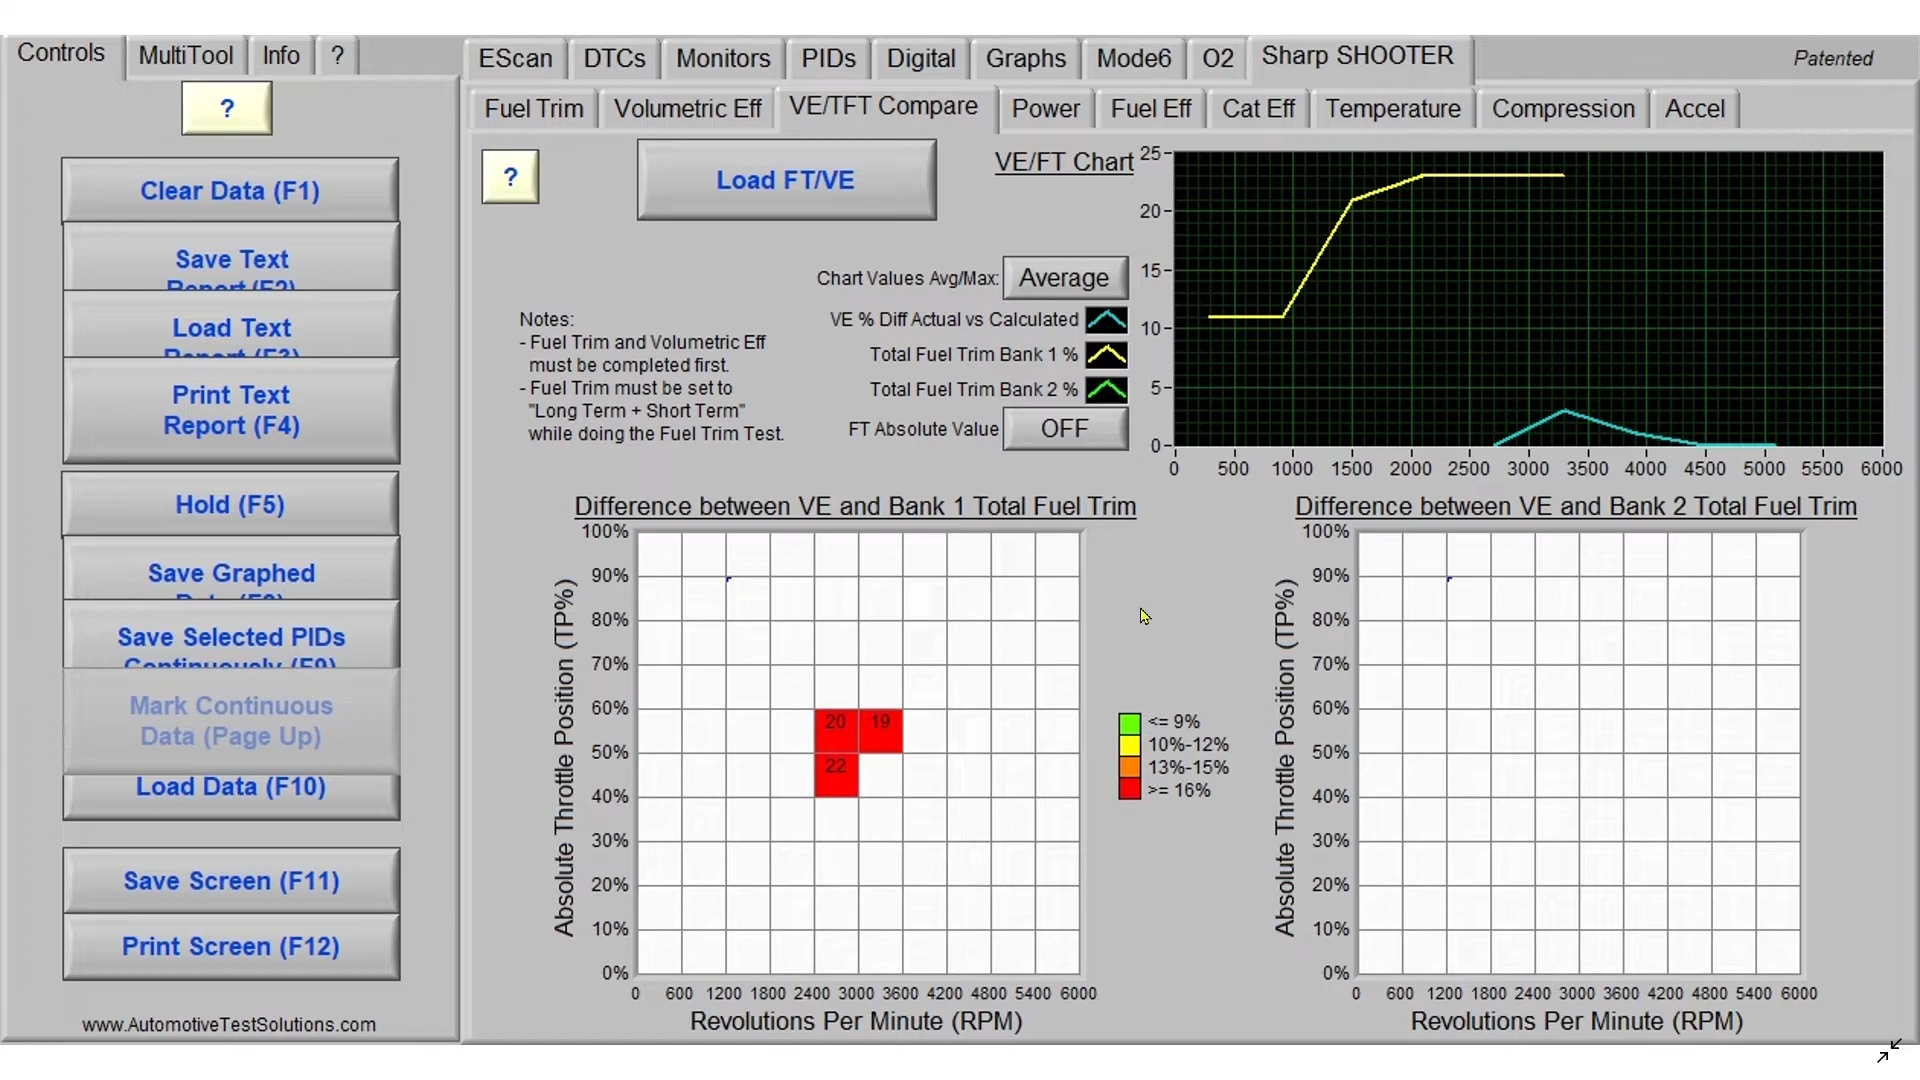 Controls
MultiTool
Info
?
EScan
DTCs
Monitors
PIDs
Digital
Graphs
Mode6
O2
Sharp SHOOTER
Patented
?
Clear Data (F1)
Save Text
Report (F2)
Load Text
Report (F3)
Print Text
Report (F4)
Hold (F5)
Save Graphed
Save Selected PIDs
Continuously (F9)
Mark Continuous
Data (Page Up)
Load Data (F10)
Save Screen (F11)
Print Screen (F12)
www.AutomotiveTestSolutions.com
Fuel Trim
Volumetric Eff
VE/TFT Compare
Power
Fuel Eff
Cat Eff
Temperature
Compression
Accel
?
Load FT/VE
VE/FT Chart
Chart Values Avg/Max:
Average
VE % Diff Actual vs Calculated
Total Fuel Trim Bank 1 %
Total Fuel Trim Bank 2 %
FT Absolute Value
OFF
Notes:
- Fuel Trim and Volumetric Eff
must be completed first.
- Fuel Trim must be set to
"Long Term + Short Term"
while doing the Fuel Trim Test.
25
20
15
10
5
0
0 500 1000 1500 2000 2500 3000 3500 4000 4500 5000 5500 6000
Difference between VE and Bank 1 Total Fuel Trim
Absolute Throttle Position (TP%)
100%
90%
80%
70%
60%
50%
40%
30%
20%
10%
0%
20 19
22
0 600 1200 1800 2400 3000 3600 4200 4800 5400 6000
Revolutions Per Minute (RPM)
<= 9%
10%-12%
13%-15%
>= 16%
Difference between VE and Bank 2 Total Fuel Trim
Absolute Throttle Position (TP%)
100%
90%
80%
70%
60%
50%
40%
30%
20%
10%
0%
0 600 1200 1800 2400 3000 3600 4200 4800 5400 6000
Revolutions Per Minute (RPM)